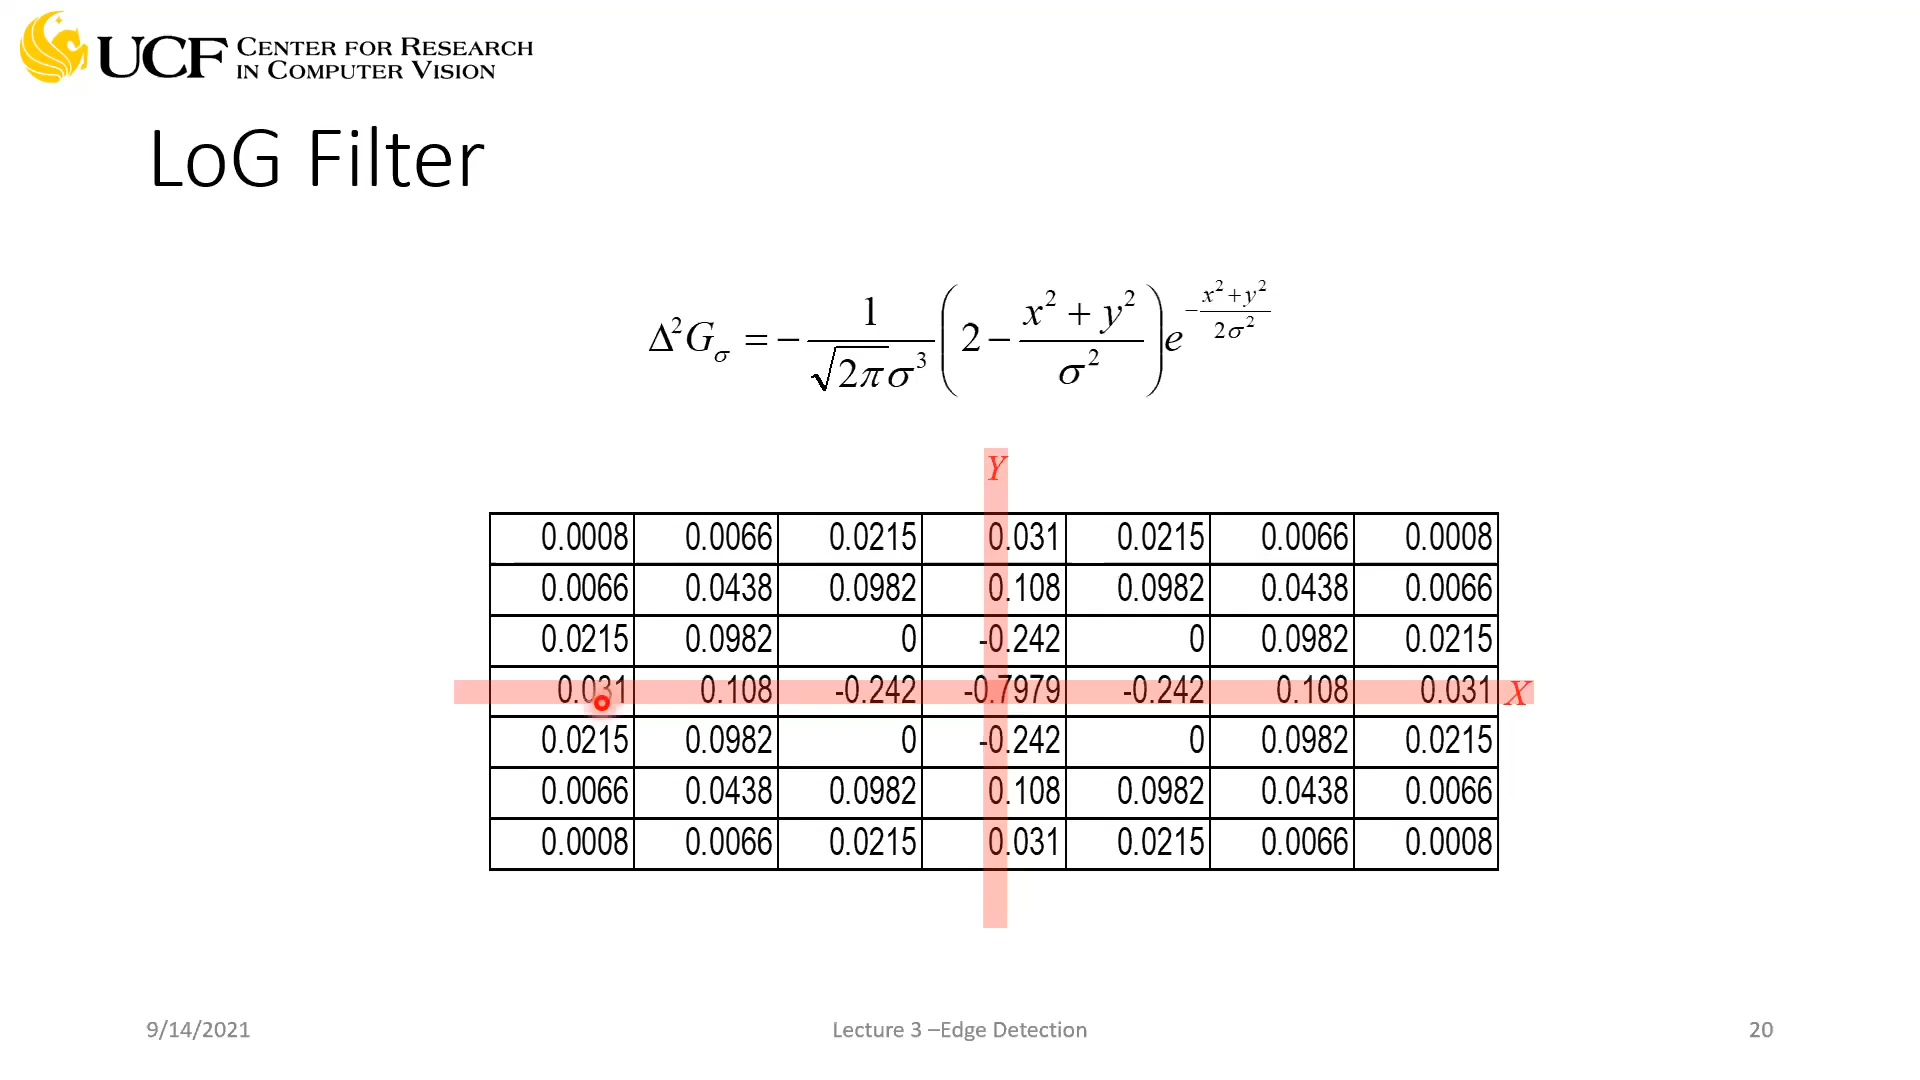 UCF CENTER FOR RESEARCH
IN COMPUTER VISION
LoG Filter
Δ²G_σ = − 1/(√2π σ³) (2 − (x² + y²)/σ²) e^(−(x² + y²)/(2σ²))
Y
0.0008 0.0066 0.0215 0.031 0.0215 0.0066 0.0008
0.0066 0.0438 0.0982 0.108 0.0982 0.0438 0.0066
0.0215 0.0982 0 -0.242 0 0.0982 0.0215
0.031 0.108 -0.242 -0.7979 -0.242 0.108 0.031 X
0.0215 0.0982 0 -0.242 0 0.0982 0.0215
0.0066 0.0438 0.0982 0.108 0.0982 0.0438 0.0066
0.0008 0.0066 0.0215 0.031 0.0215 0.0066 0.0008
9/14/2021 Lecture 3 –Edge Detection 20